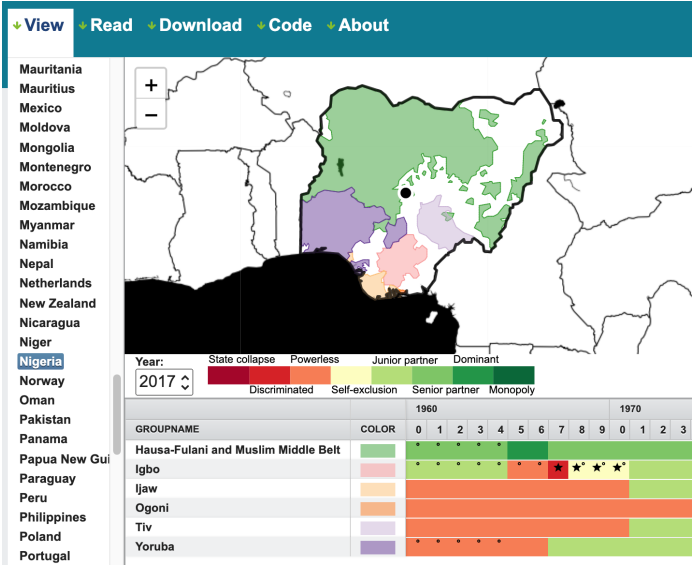 View Read Download Code About
Mauritania
Mauritius
Mexico
Moldova
Mongolia
Montenegro
Morocco
Mozambique
Myanmar
Namibia
Nepal
Netherlands
New Zealand
Nicaragua
Niger
Nigeria
Norway
Oman
Pakistan
Panama
Papua New Gui
Paraguay
Peru
Philippines
Poland
Portugal
+
−
Year:
2017
State collapse Powerless Junior partner Dominant
Discriminated Self-exclusion Senior partner Monopoly
1960 1970
GROUPNAME COLOR 0 1 2 3 4 5 6 7 8 9 0 1 2 3
Hausa-Fulani and Muslim Middle Belt
Igbo
Ijaw
Ogoni
Tiv
Yoruba